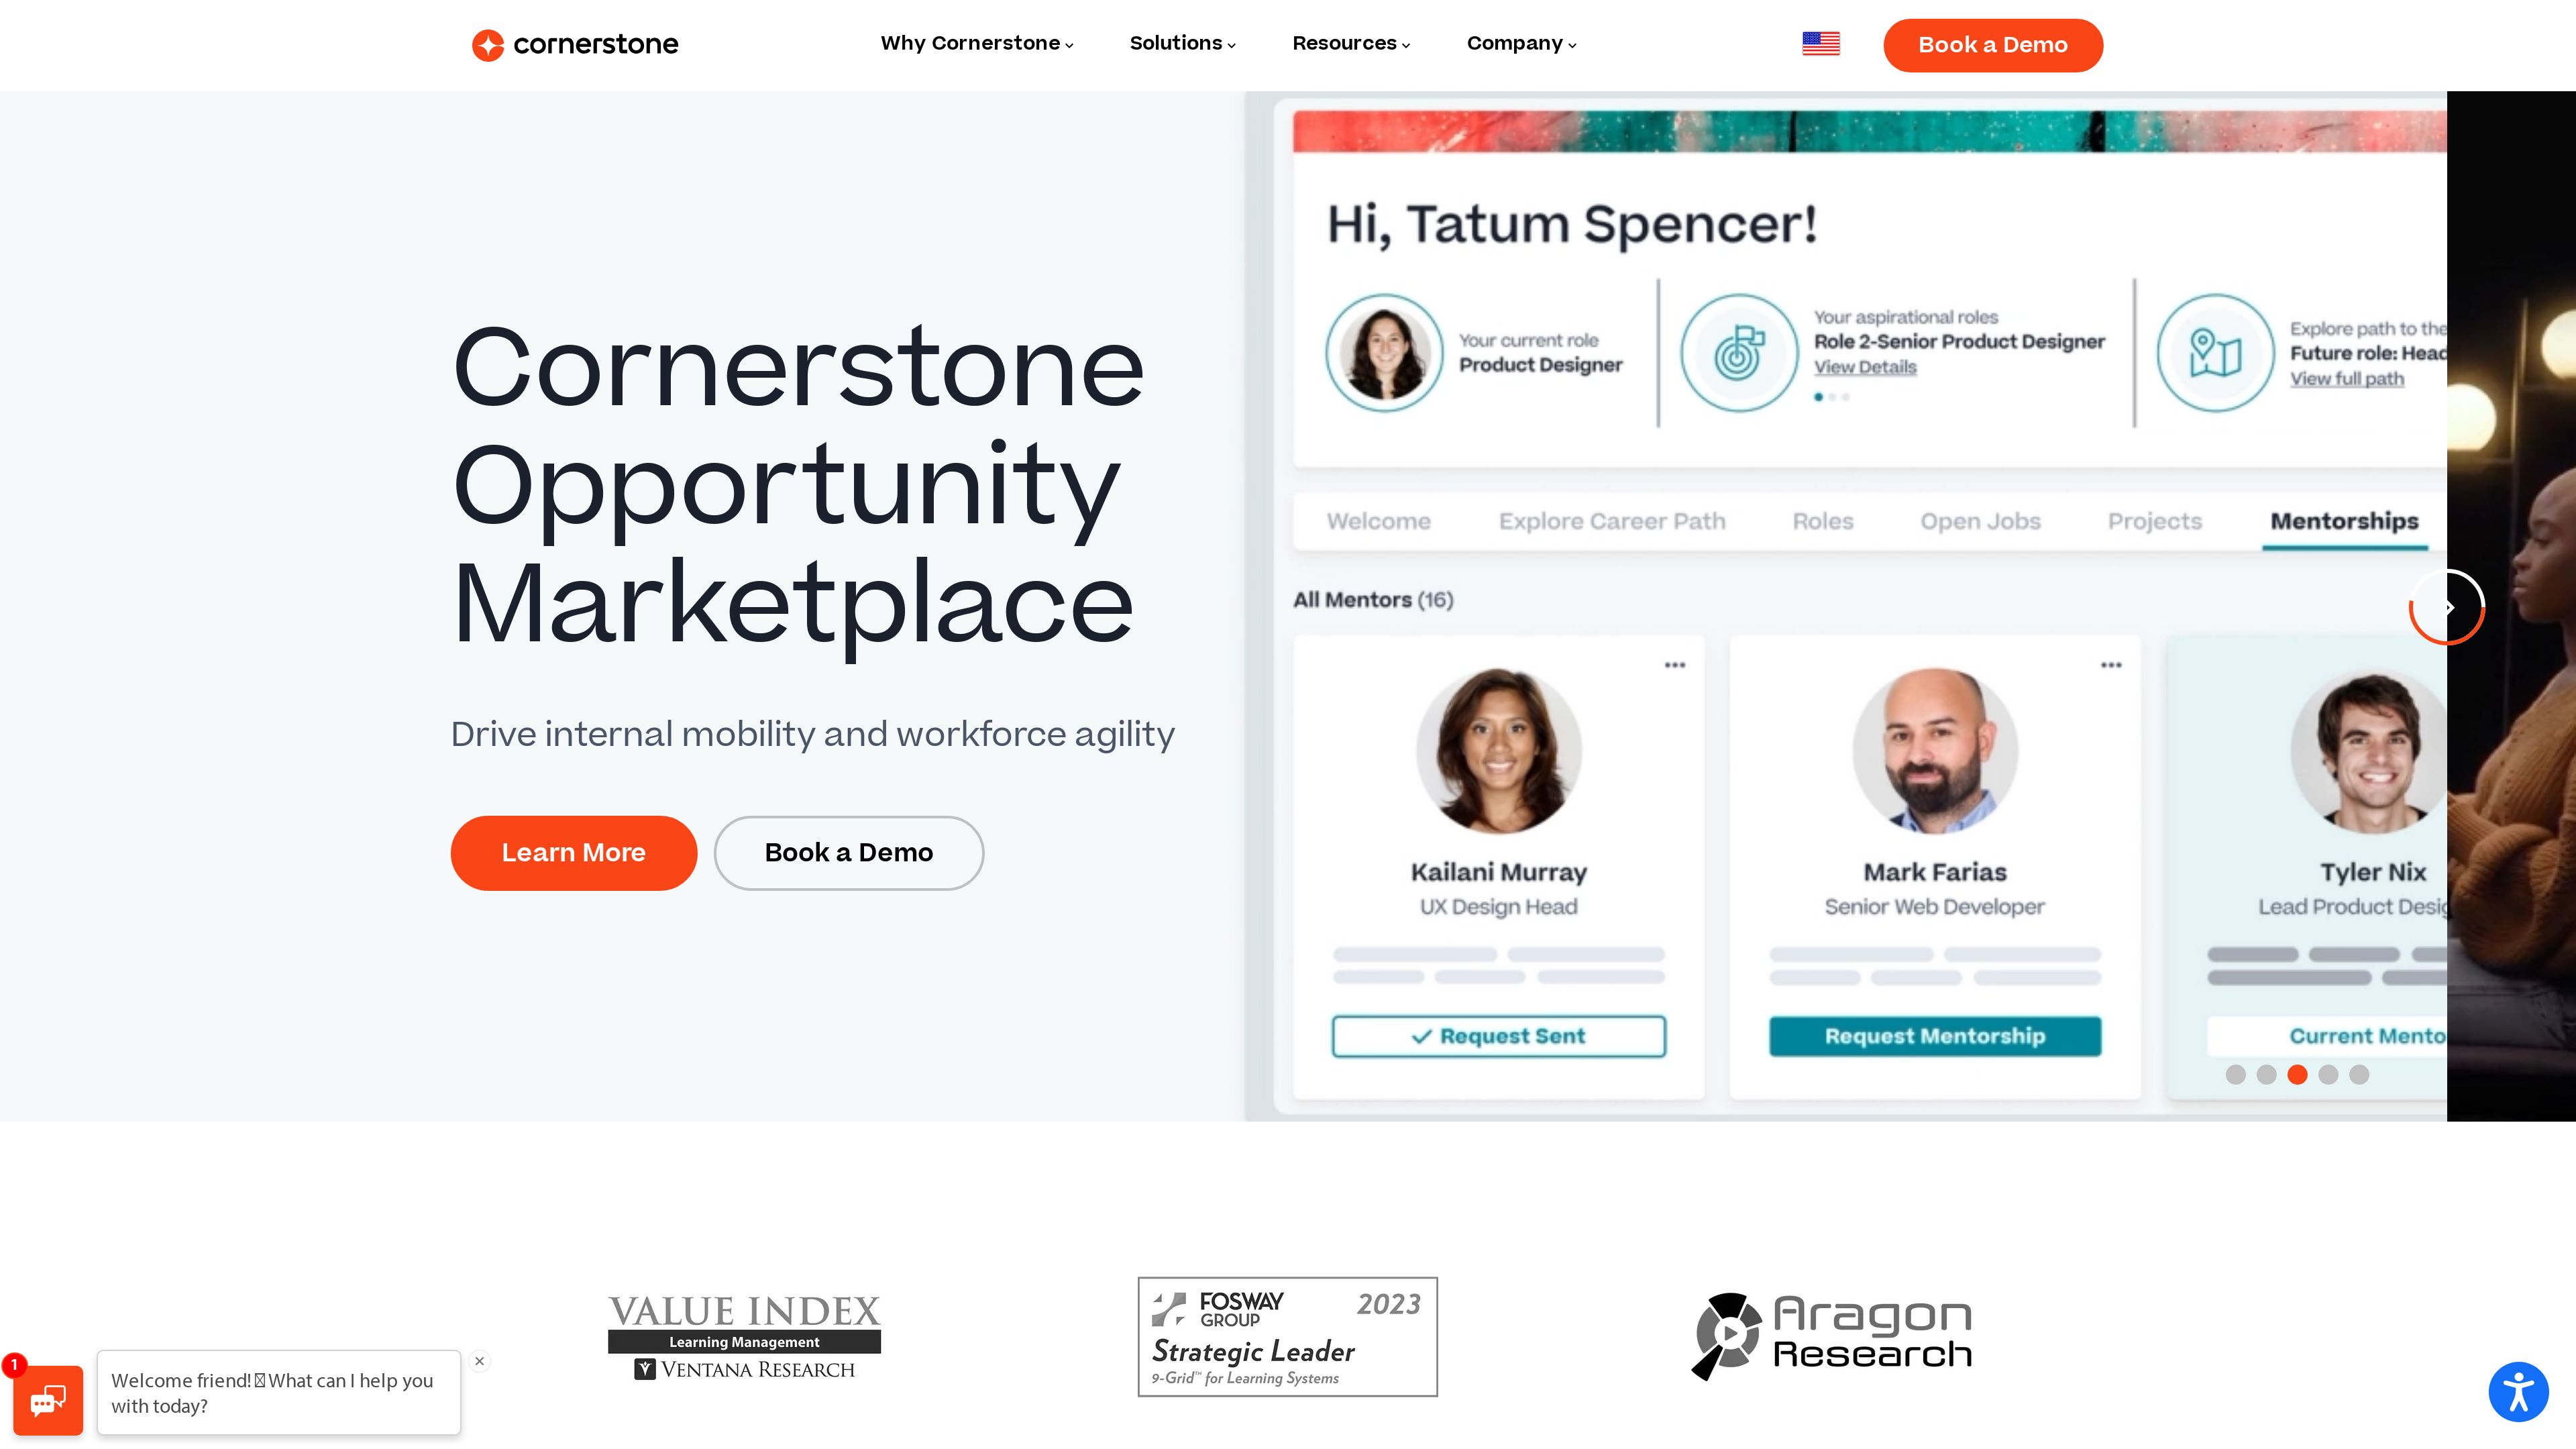 cornerstone
Why Cornerstone
Solutions
Resources
Company
Book a Demo
Cornerstone
Opportunity
Marketplace
Drive internal mobility and workforce agility
Learn More
Book a Demo
Hi, Tatum Spencer!
Your current role
Product Designer
Your aspirational roles
Role 2-Senior Product Designer
View Details
Explore path to the
Future role: Head
View full path
Welcome
Explore Career Path
Roles
Open Jobs
Projects
Mentorships
All Mentors (16)
Kailani Murray
UX Design Head
Request Sent
Mark Farias
Senior Web Developer
Request Mentorship
Tyler Nix
Lead Product Desig
Current Mento
VALUE INDEX
Learning Management
VENTANA RESEARCH
FOSWAY
GROUP
2023
Strategic Leader
9-Grid™ for Learning Systems
Aragon
Research
1
Welcome friend! What can I help you
with today?